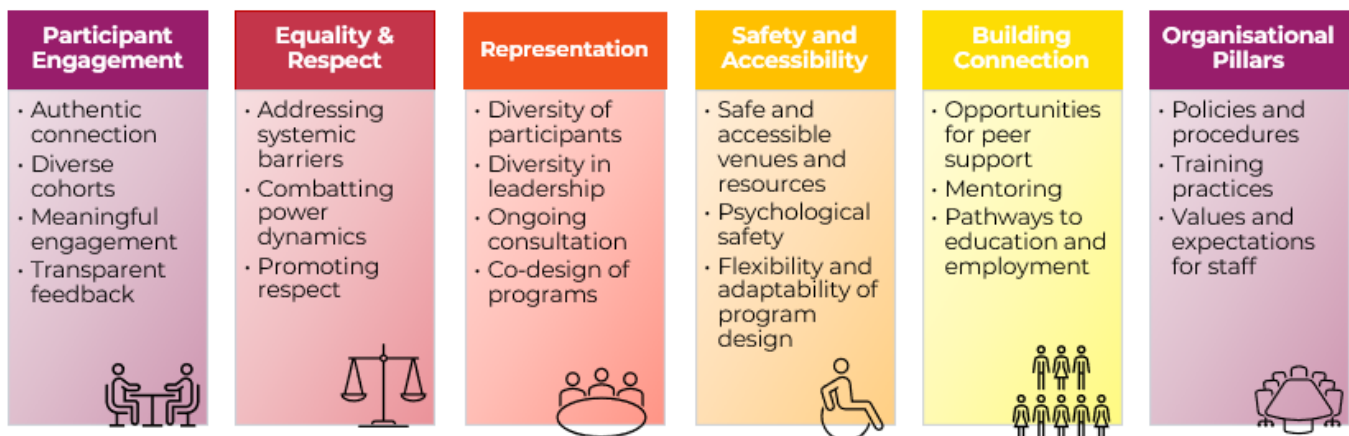 Participant
Engagement
• Authentic
connection
• Diverse
cohorts
• Meaningful
engagement
• Transparent
feedback
Equality &
Respect
• Addressing
systemic
barriers
• Combatting
power
dynamics
• Promoting
respect
Representation
• Diversity of
participants
• Diversity in
leadership
• Ongoing
consultation
• Co-design of
programs
Safety and
Accessibility
• Safe and
accessible
venues and
resources
• Psychological
safety
• Flexibility and
adaptability of
program
design
Building
Connection
• Opportunities
for peer
support
• Mentoring
• Pathways to
education and
employment
Organisational
Pillars
• Policies and
procedures
• Training
practices
• Values and
expectations
for staff